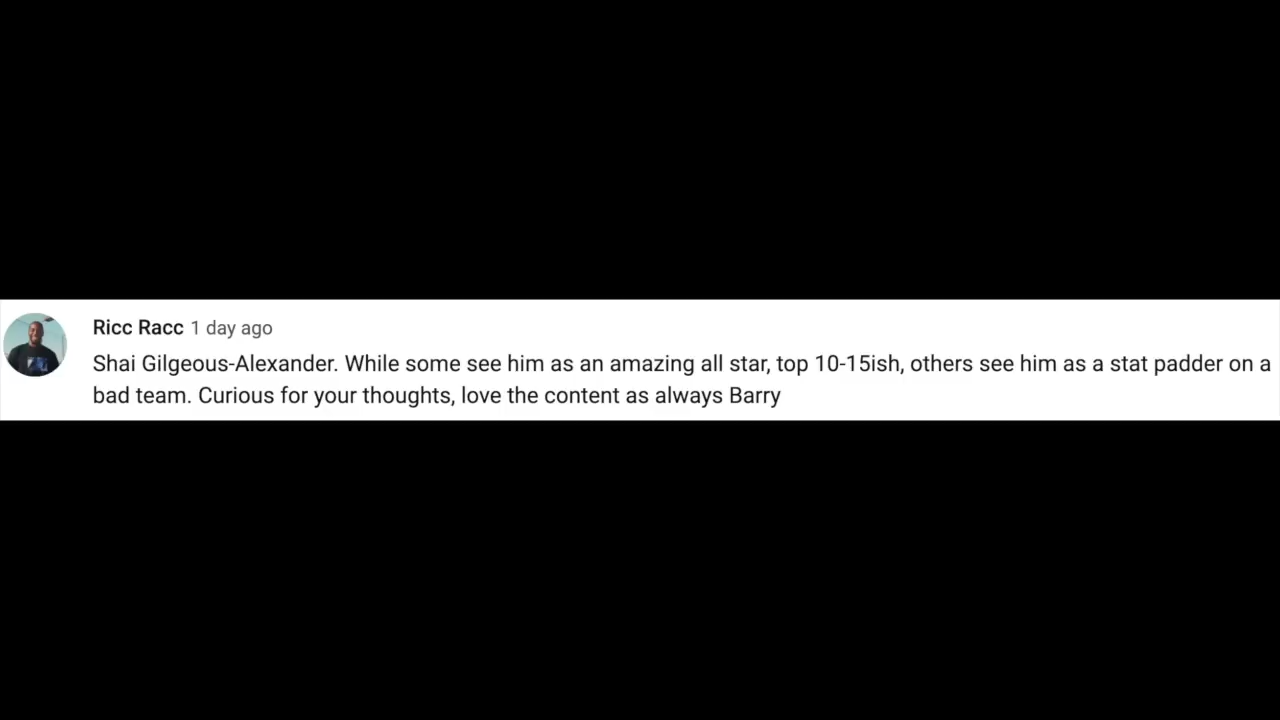 Ricc Racc 1 day ago
Shai Gilgeous-Alexander. While some see him as an amazing all star, top 10-15ish, others see him as a stat padder on a
bad team. Curious for your thoughts, love the content as always Barry